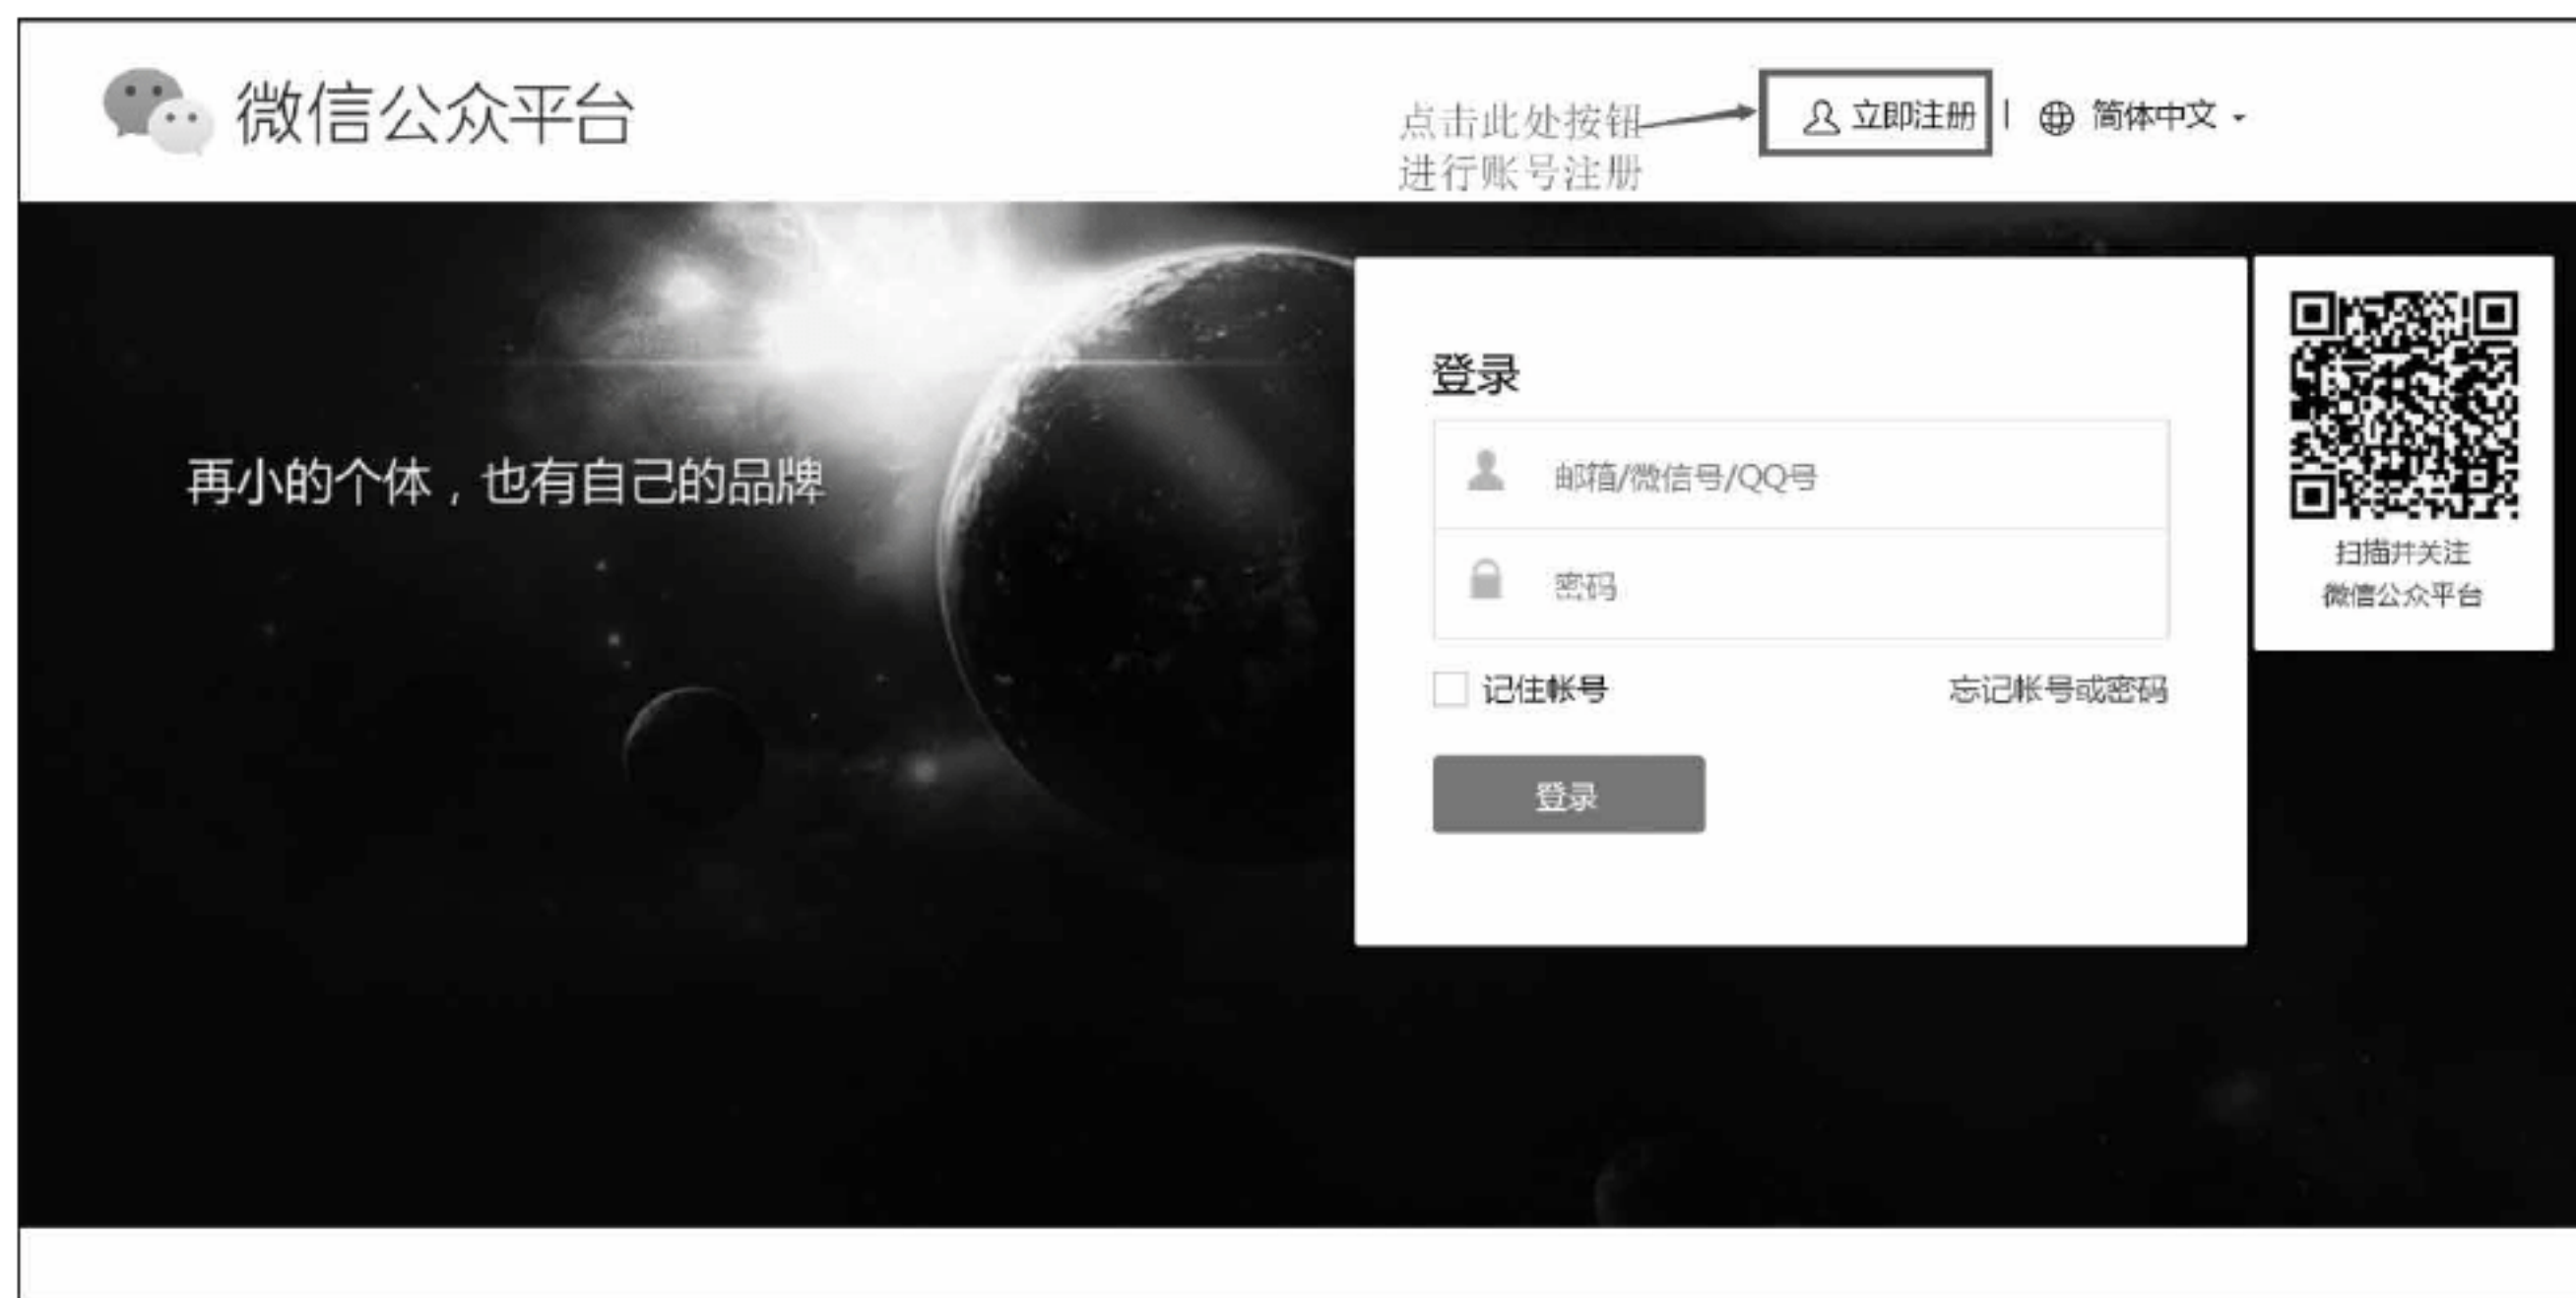 微信公众平台
点击此处按钮
进行账号注册
立即注册 | 简体中文
再小的个体，也有自己的品牌
登录
邮箱/微信号/QQ号
密码
记住帐号 忘记帐号或密码
登录
扫描并关注
微信公众平台